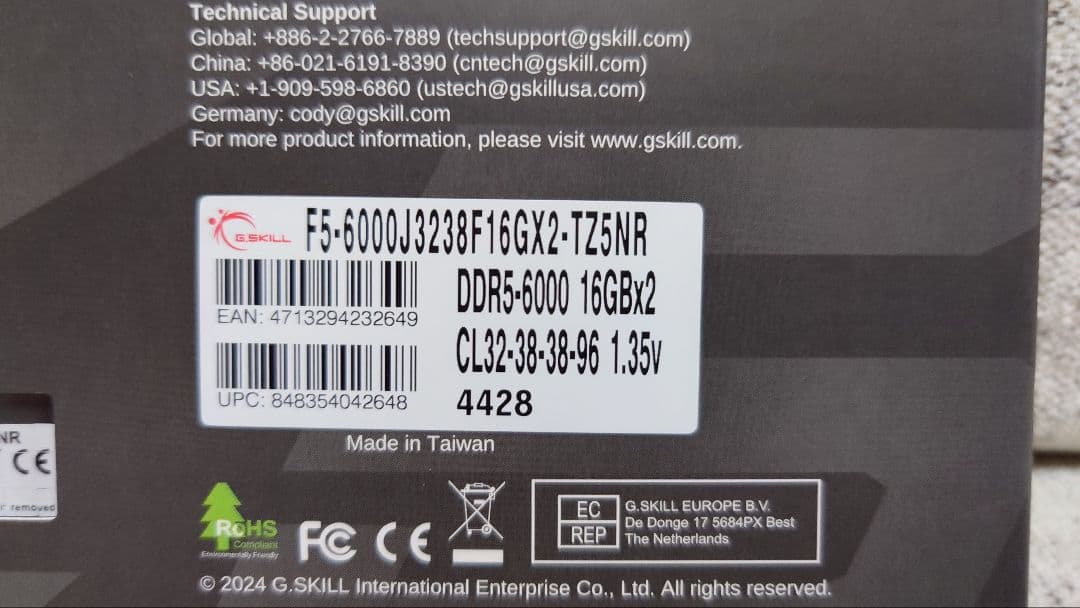 Technical Support
Global: +886-2-2766-7889 (techsupport@gskill.com)
China: +86-021-6191-8390 (cntech@gskill.com)
USA: +1-909-598-6860 (ustech@gskillusa.com)
Germany: cody@gskill.com
For more product information, please visit www.gskill.com.
G.SKILL F5-6000J3238F16GX2-TZ5NR
DDR5-6000 16GBx2
EAN: 4713294232649
CL32-38-38-96 1.35v
UPC: 848354042648
4428
Made in Taiwan
NR
CE
removed
RoHS
Compliant
Environmentally Friendly
FC CE
EC
REP
G.SKILL EUROPE B.V.
De Donge 17 5684PX Best
The Netherlands
© 2024 G.SKILL International Enterprise Co., Ltd. All rights reserved.